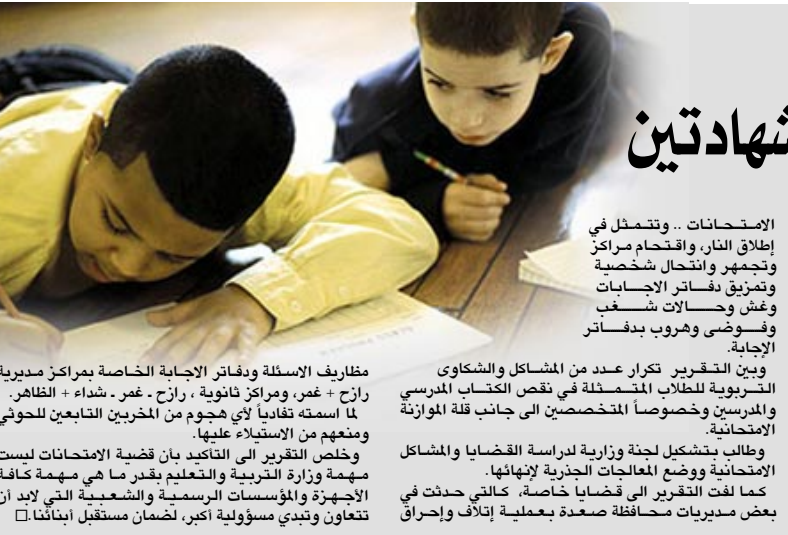 شهادتين
الامتحانات .. وتتمثل في
إطلاق النار، واقتحام مراكز
وتجمهر وانتحال شخصية
وتمزيق دفاتر الاجابات
وغش وحالات شغب
وفوضى وهروب بدفاتر
الإجابة.
وبين التقرير تكرار عدد من المشاكل والشكاوى
التربوية للطلاب المتمثلة في نقص الكتاب المدرسي
والمدرسين وخصوصاً المتخصصين الى جانب قلة الموازنة
الامتحانية.
وطالب بتشكيل لجنة وزارية لدراسة القضايا والمشاكل
الامتحانية ووضع المعالجات الجذرية لإنهائها.
كما لفت التقرير الى قضايا خاصة، كالتي حدثت في
بعض مديريات محافظة صعدة بعملية إتلاف وإحراق
مظاريف الاسئلة ودفاتر الاجابة الخاصة بمراكز مديرية
رازح + غمر، ومراكز ثانوية ، رازح ـ غمر ـ شداء + الظاهر.
لما اسمته تفادياً لأي هجوم من المخربين التابعين للحوثي
ومنعهم من الاستيلاء عليها.
وخلص التقرير الى التأكيد بأن قضية الامتحانات ليست
مهمة وزارة التربية والتعليم بقدر ما هي مهمة كافة
الأجهزة والمؤسسات الرسمية والشعبية التي لابد أن
تتعاون وتبدي مسؤولية أكبر، لضمان مستقبل أبنائنا.□